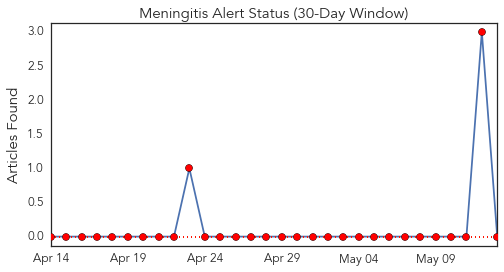 Meningitis Alert Status (30-Day Window)
Articles Found
3.0
2.5
2.0
1.5
1.0
0.5
0.0
Apr 14 Apr 19 Apr 24 Apr 29 May 04 May 09